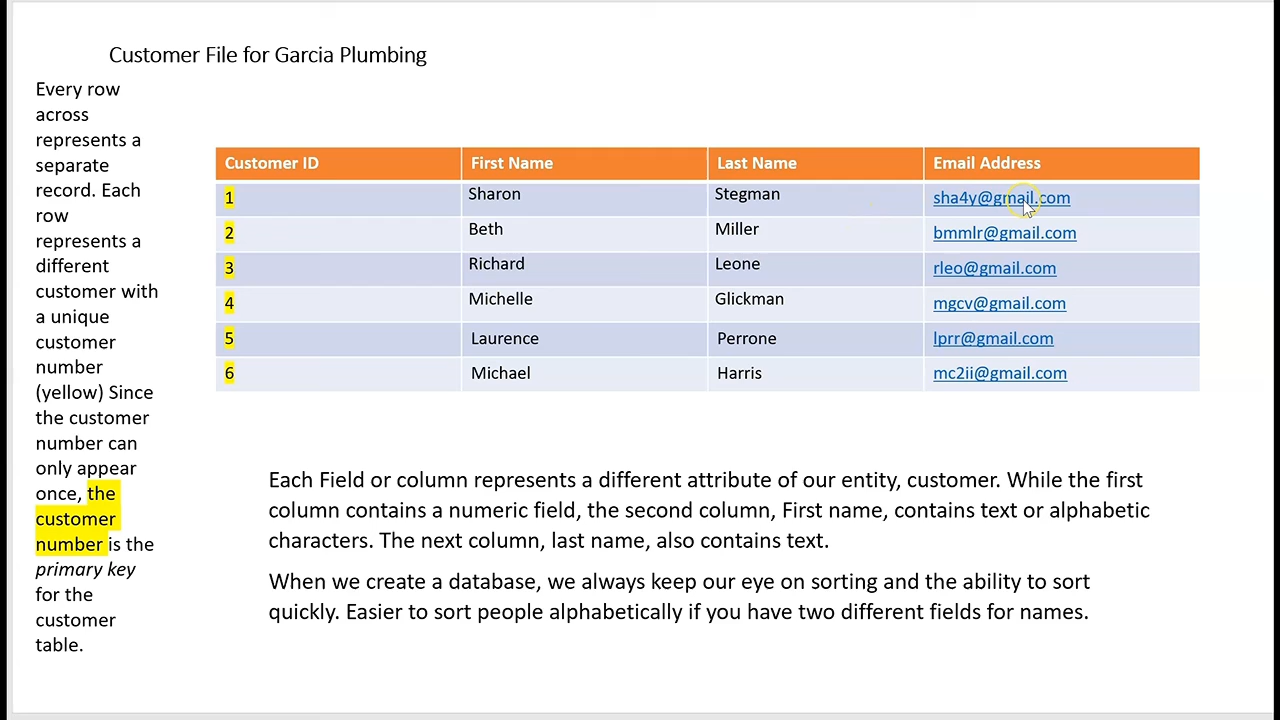 Customer File for Garcia Plumbing
Every row
across
represents a
separate
record. Each
row
represents a
different
customer with
a unique
customer
number
(yellow) Since
the customer
number can
only appear
once, the
customer
number is the
primary key
for the
customer
table.
Customer ID First Name Last Name Email Address
1 Sharon Stegman sha4y@gmail.com
2 Beth Miller bmmlr@gmail.com
3 Richard Leone rleo@gmail.com
4 Michelle Glickman mgcv@gmail.com
5 Laurence Perrone lprr@gmail.com
6 Michael Harris mc2ii@gmail.com
Each Field or column represents a different attribute of our entity, customer. While the first
column contains a numeric field, the second column, First name, contains text or alphabetic
characters. The next column, last name, also contains text.
When we create a database, we always keep our eye on sorting and the ability to sort
quickly. Easier to sort people alphabetically if you have two different fields for names.